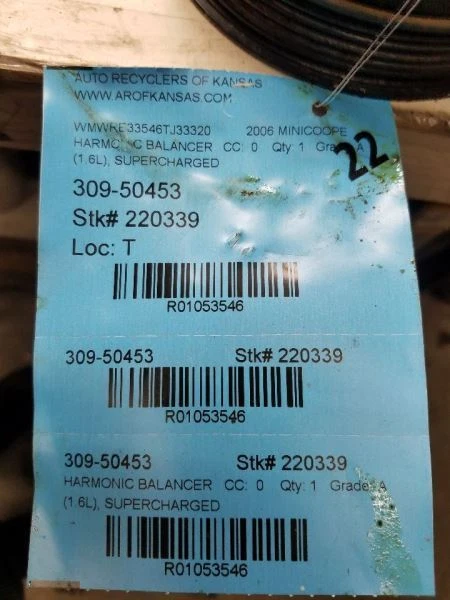 AUTO RECYCLERS OF KANSAS
WWW.AROFKANSAS.COM
WMWRE33546TJ33320 2006 MINICOOPE
HARMONIC BALANCER CC: 0 Qty: 1 Grade: A
(1.6L), SUPERCHARGED
22
309-50453
Stk# 220339
Loc: T
R01053546
309-50453 Stk# 220339
R01053546
309-50453 Stk# 220339
HARMONIC BALANCER CC: 0 Qty: 1 Grade: A
(1.6L), SUPERCHARGED
R01053546